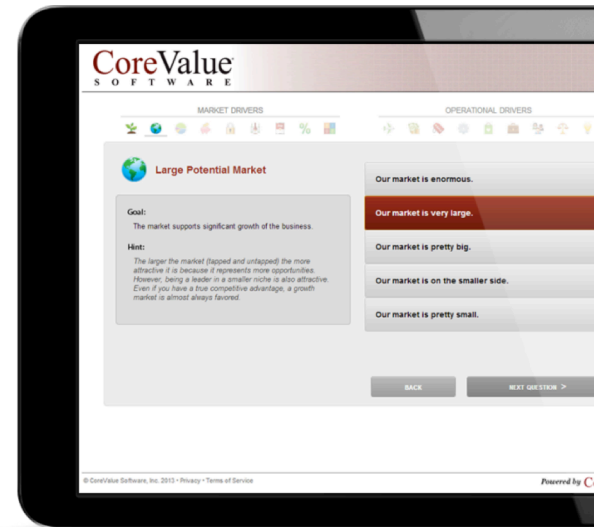 CoreValue
SOFTWARE
MARKET DRIVERS
OPERATIONAL DRIVERS
Large Potential Market
Goal:
The market supports significant growth of the business.
Hint:
The larger the market (tapped and untapped) the more
attractive it is because it represents more opportunities.
However, being a leader in a smaller niche is also attractive.
Even if you have a true competitive advantage, a growth
market is almost always favored.
Our market is enormous.
Our market is very large.
Our market is pretty big.
Our market is on the smaller side.
Our market is pretty small.
BACK
NEXT QUESTION >
© CoreValue Software, Inc. 2013 • Privacy • Terms of Service
Powered by